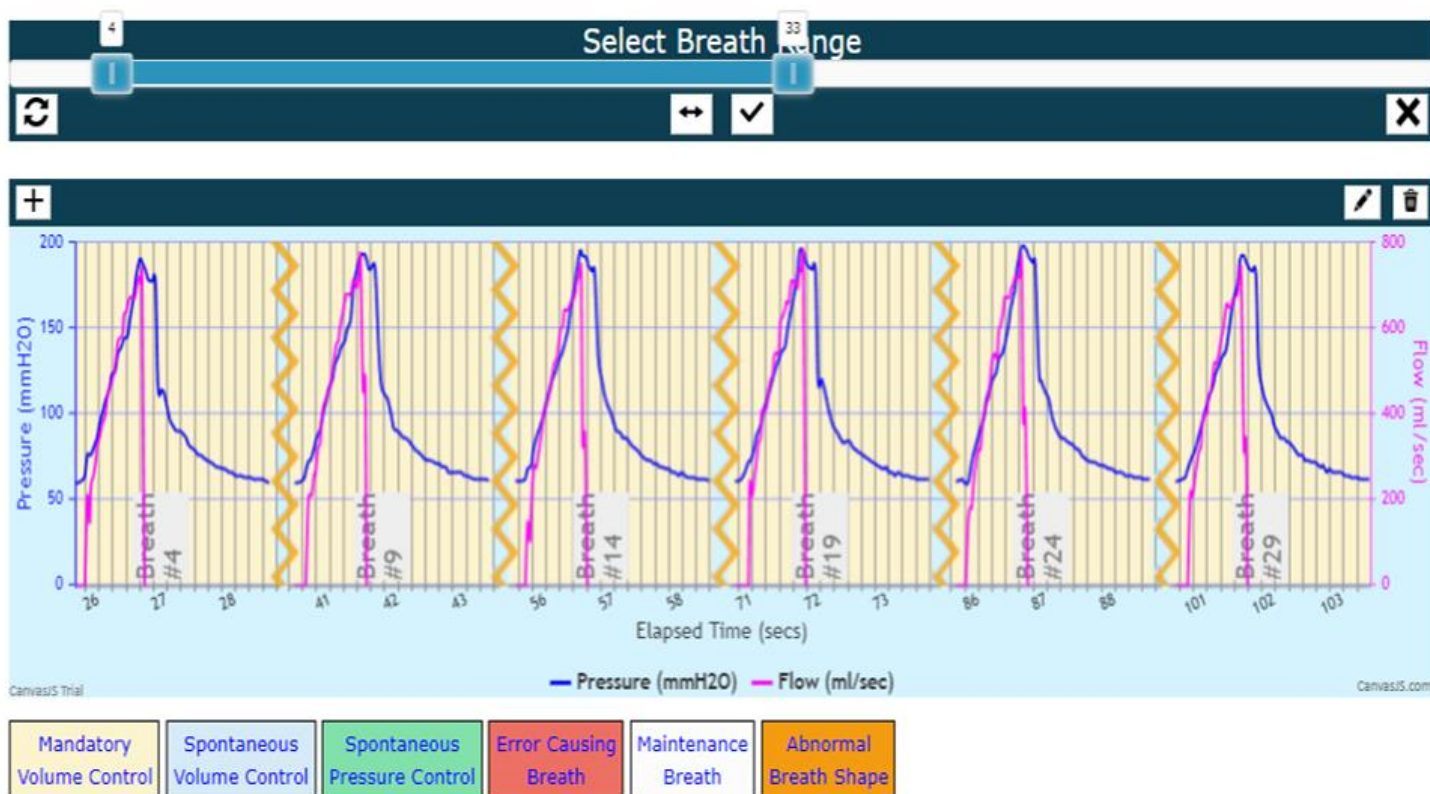 4
33
Select Breath Range
200
150
100
50
0
Pressure (mmH2O)
800
600
400
200
0
Flow (ml/sec)
Breath
#4
Breath
#9
Breath
#14
Breath
#19
Breath
#24
Breath
#29
26 27 28 41 42 43 56 57 58 71 72 73 86 87 88 101 102 103
Elapsed Time (secs)
Pressure (mmH2O) Flow (ml/sec)
CanvasJS Trial
CanvasJS.com
Mandatory
Volume Control
Spontaneous
Volume Control
Spontaneous
Pressure Control
Error Causing
Breath
Maintenance
Breath
Abnormal
Breath Shape